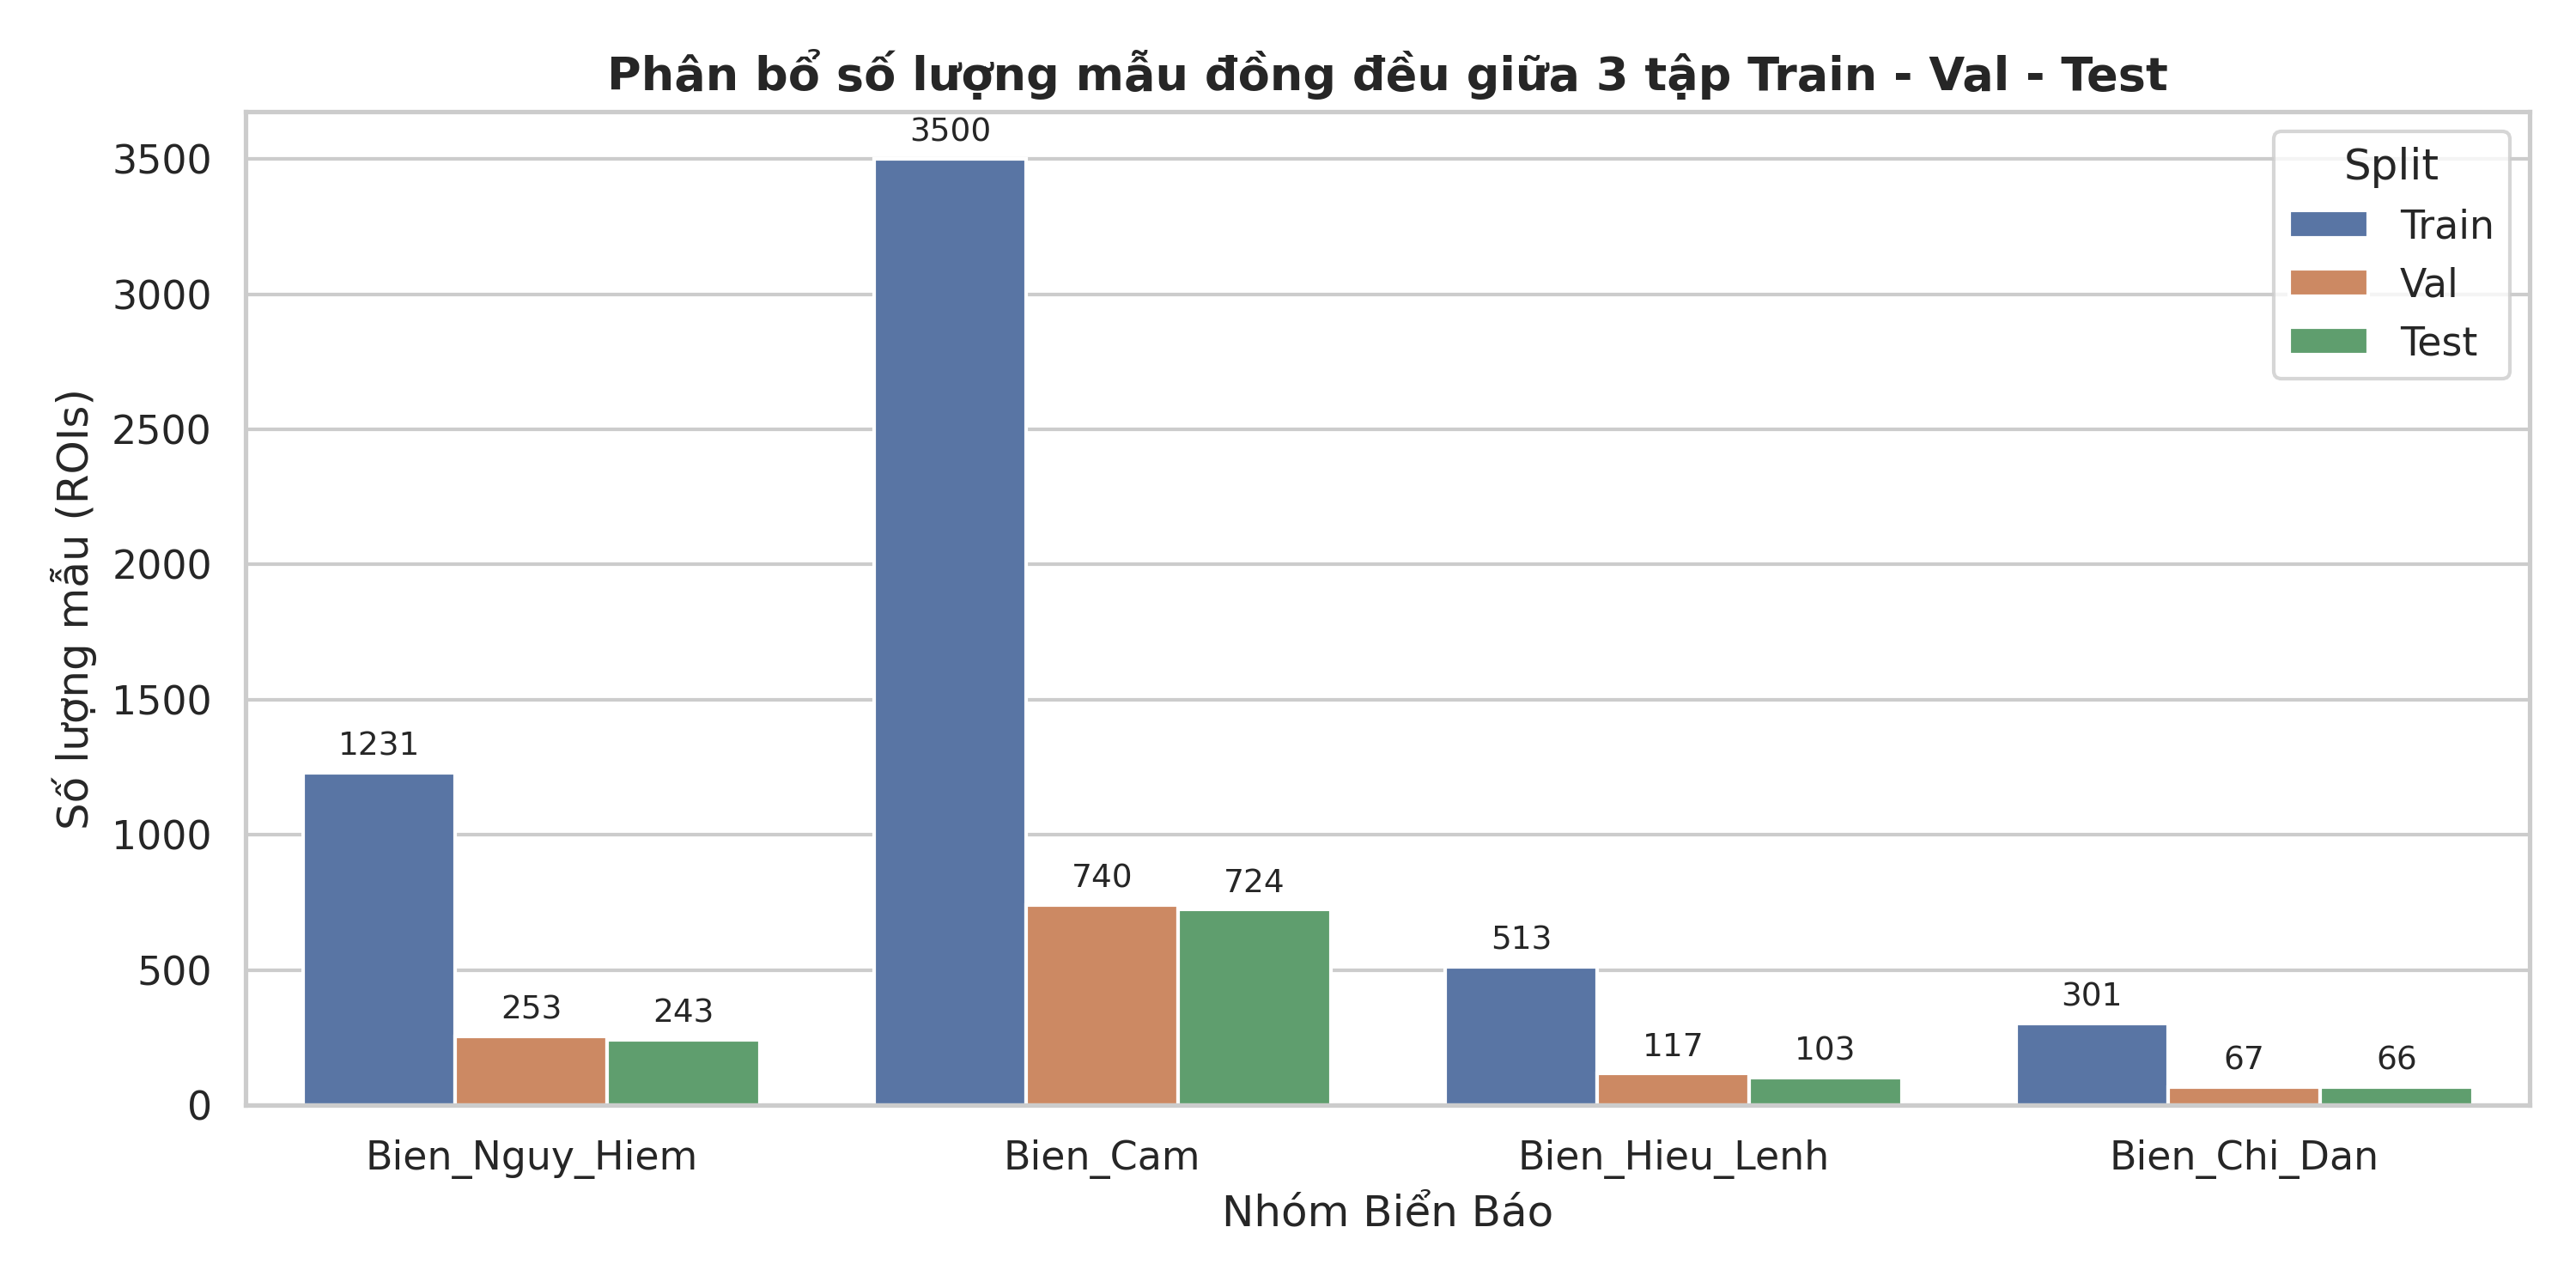 Phân bổ số lượng mẫu đồng đều giữa 3 tập Train - Val - Test
Số lượng mẫu (ROIs)
3500
3000
2500
2000
1500
1000
500
0
Split
Train
Val
Test
1231
253
243
3500
740
724
513
117
103
301
67
66
Bien_Nguy_Hiem
Bien_Cam
Bien_Hieu_Lenh
Bien_Chi_Dan
Nhóm Biển Báo